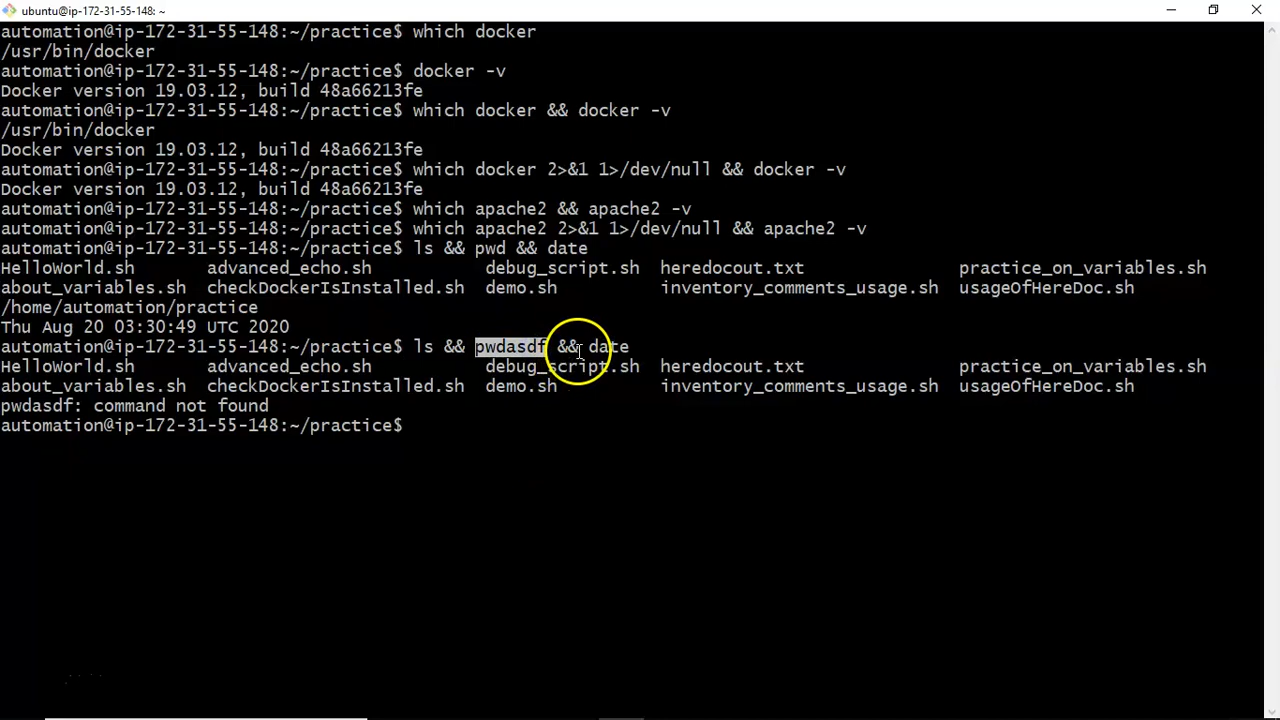 ubuntu@ip-172-31-55-148: ~
automation@ip-172-31-55-148:~/practice$ which docker
/usr/bin/docker
automation@ip-172-31-55-148:~/practice$ docker -v
Docker version 19.03.12, build 48a66213fe
automation@ip-172-31-55-148:~/practice$ which docker && docker -v
/usr/bin/docker
Docker version 19.03.12, build 48a66213fe
automation@ip-172-31-55-148:~/practice$ which docker 2>&1 1>/dev/null && docker -v
Docker version 19.03.12, build 48a66213fe
automation@ip-172-31-55-148:~/practice$ which apache2 && apache2 -v
automation@ip-172-31-55-148:~/practice$ which apache2 2>&1 1>/dev/null && apache2 -v
automation@ip-172-31-55-148:~/practice$ ls && pwd && date
HelloWorld.sh advanced_echo.sh debug_script.sh heredocout.txt practice_on_variables.sh
about_variables.sh checkDockerIsInstalled.sh demo.sh inventory_comments_usage.sh usageOfHereDoc.sh
/home/automation/practice
Thu Aug 20 03:30:49 UTC 2020
automation@ip-172-31-55-148:~/practice$ ls && pwdasdf && date
HelloWorld.sh advanced_echo.sh debug_script.sh heredocout.txt practice_on_variables.sh
about_variables.sh checkDockerIsInstalled.sh demo.sh inventory_comments_usage.sh usageOfHereDoc.sh
pwdasdf: command not found
automation@ip-172-31-55-148:~/practice$